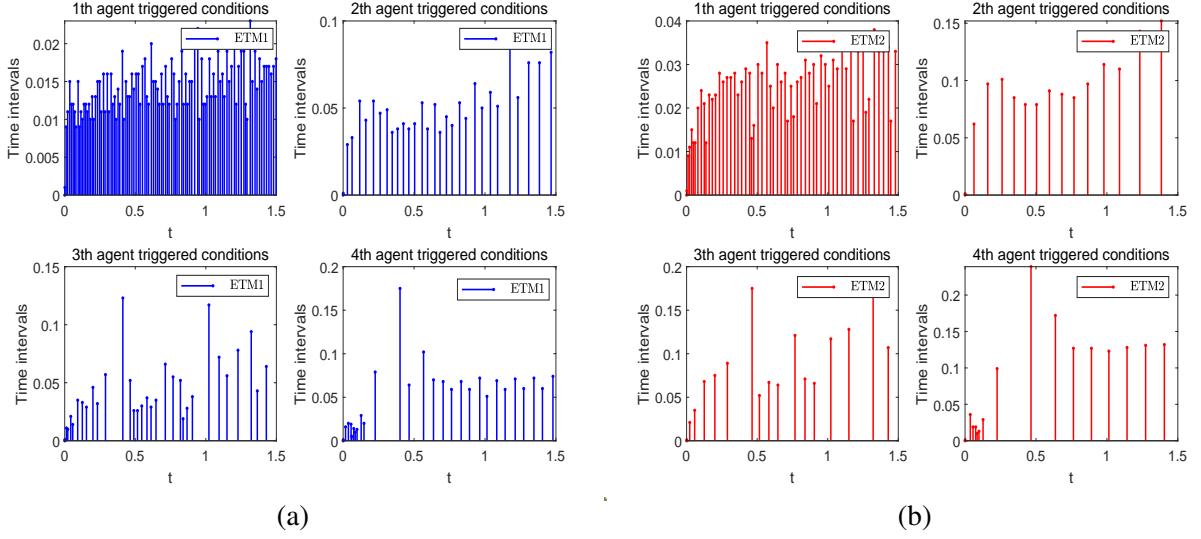 1th agent triggered conditions
ETM1
Time intervals
0.02
0.015
0.01
0.005
0
0 0.5 1 1.5
t
2th agent triggered conditions
ETM1
Time intervals
0.1
0.05
0
0 0.5 1 1.5
t
3th agent triggered conditions
ETM1
Time intervals
0.15
0.1
0.05
0
0 0.5 1 1.5
t
4th agent triggered conditions
ETM1
Time intervals
0.2
0.15
0.1
0.05
0
0 0.5 1 1.5
t
(a)
1th agent triggered conditions
ETM2
Time intervals
0.04
0.03
0.02
0.01
0
0 0.5 1 1.5
t
2th agent triggered conditions
ETM2
Time intervals
0.15
0.1
0.05
0
0 0.5 1 1.5
t
3th agent triggered conditions
ETM2
Time intervals
0.2
0.15
0.1
0.05
0
0 0.5 1 1.5
t
4th agent triggered conditions
ETM2
Time intervals
0.2
0.15
0.1
0.05
0
0 0.5 1 1.5
t
(b)